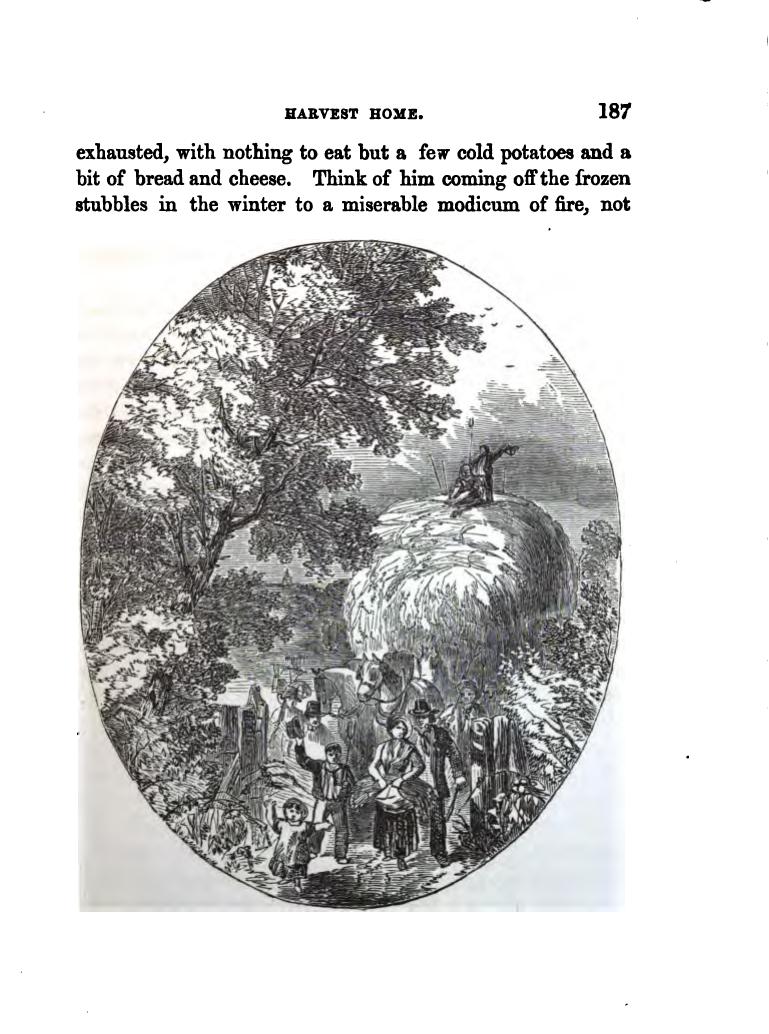 HARVEST HOME. 187
exhausted, with nothing to eat but a few cold potatoes and a
bit of bread and cheese. Think of him coming off the frozen
stubbles in the winter to a miserable modicum of fire, not